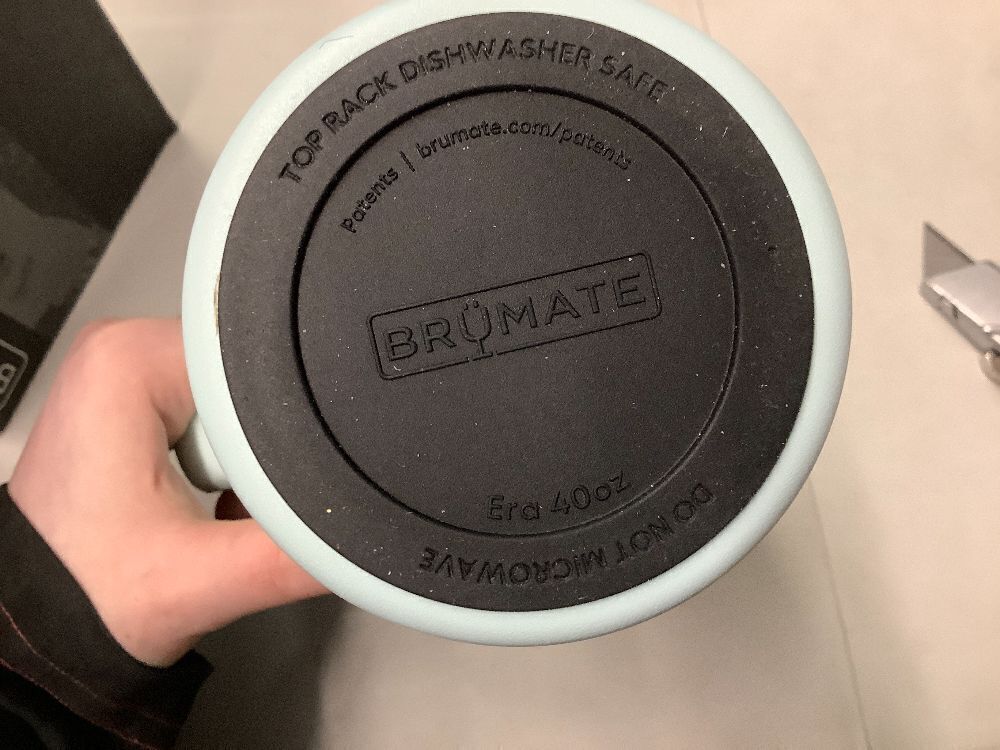 TOP RACK DISHWASHER SAFE
Patents | brumate.com/patents
BRÜMATE
Era 40oz
DO NOT MICROWAVE
B